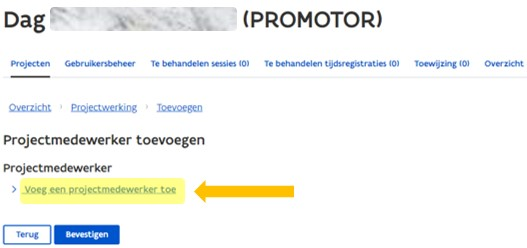 Dag (PROMOTOR)
Projecten Gebruikersbeheer Te behandelen sessies (0) Te behandelen tijdsregistraties (0) Toewijzing (0) Overzicht
Overzicht › Projectwerking › Toevoegen
Projectmedewerker toevoegen
Projectmedewerker
> Voeg een projectmedewerker toe
Terug Bevestigen